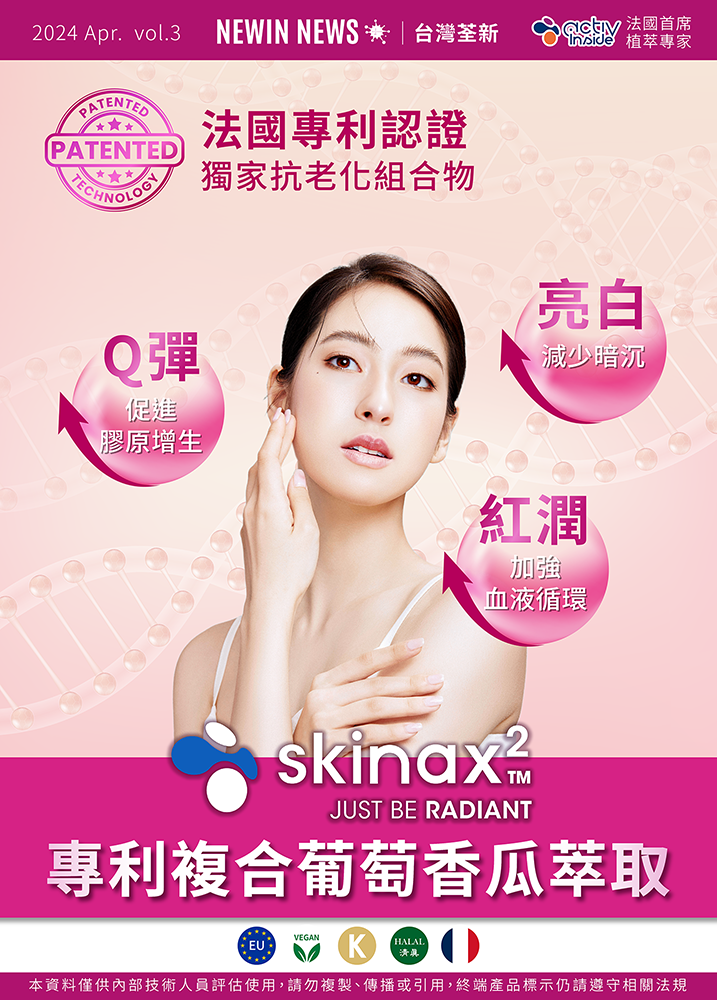 2024 Apr. vol.3
NEWIN NEWS | 台灣荃新
activ inside
法國首席
植萃專家
PATENTED
PATENTED
TECHNOLOGY
法國專利認證
獨家抗老化組合物
亮白
減少暗沉
Q彈
促進
膠原增生
紅潤
加強
血液循環
skinax²™
JUST BE RADIANT
專利複合葡萄香瓜萃取
EU
VEGAN
K
HALAL
清真
本資料僅供內部技術人員評估使用，請勿複製、傳播或引用，終端產品標示仍請遵守相關法規